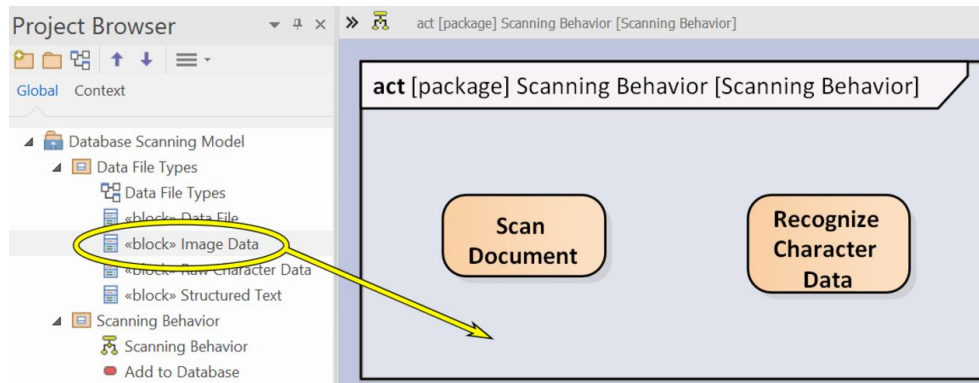 Project Browser
act [package] Scanning Behavior [Scanning Behavior]
Global Context
act [package] Scanning Behavior [Scanning Behavior]
Database Scanning Model
Data File Types
Data File Types
«block» Data File
«block» Image Data
«block» Raw Character Data
«block» Structured Text
Scanning Behavior
Scanning Behavior
Add to Database
Scan
Document
Recognize
Character
Data